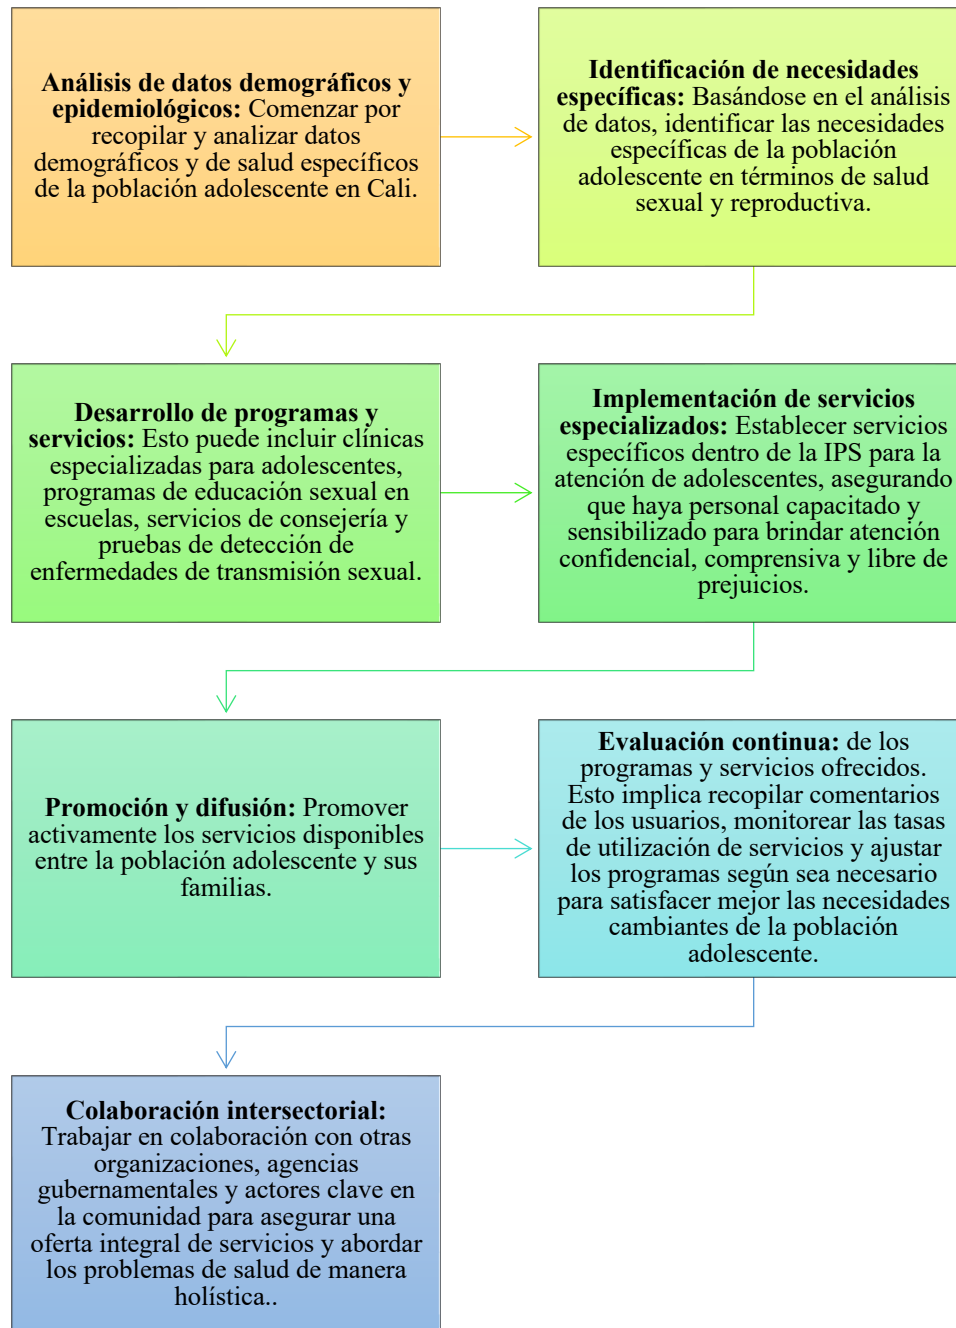 Análisis de datos demográficos y
epidemiológicos: Comenzar por
recopilar y analizar datos
demográficos y de salud específicos
de la población adolescente en Cali.
Identificación de necesidades
específicas: Basándose en el análisis
de datos, identificar las necesidades
específicas de la población
adolescente en términos de salud
sexual y reproductiva.
Desarrollo de programas y
servicios: Esto puede incluir clínicas
especializadas para adolescentes,
programas de educación sexual en
escuelas, servicios de consejería y
pruebas de detección de
enfermedades de transmisión sexual.
Implementación de servicios
especializados: Establecer servicios
específicos dentro de la IPS para la
atención de adolescentes, asegurando
que haya personal capacitado y
sensibilizado para brindar atención
confidencial, comprensiva y libre de
prejuicios.
Promoción y difusión: Promover
activamente los servicios disponibles
entre la población adolescente y sus
familias.
Evaluación continua: de los
programas y servicios ofrecidos.
Esto implica recopilar comentarios
de los usuarios, monitorear las tasas
de utilización de servicios y ajustar
los programas según sea necesario
para satisfacer mejor las necesidades
cambiantes de la población
adolescente.
Colaboración intersectorial:
Trabajar en colaboración con otras
organizaciones, agencias
gubernamentales y actores clave en
la comunidad para asegurar una
oferta integral de servicios y abordar
los problemas de salud de manera
holística..